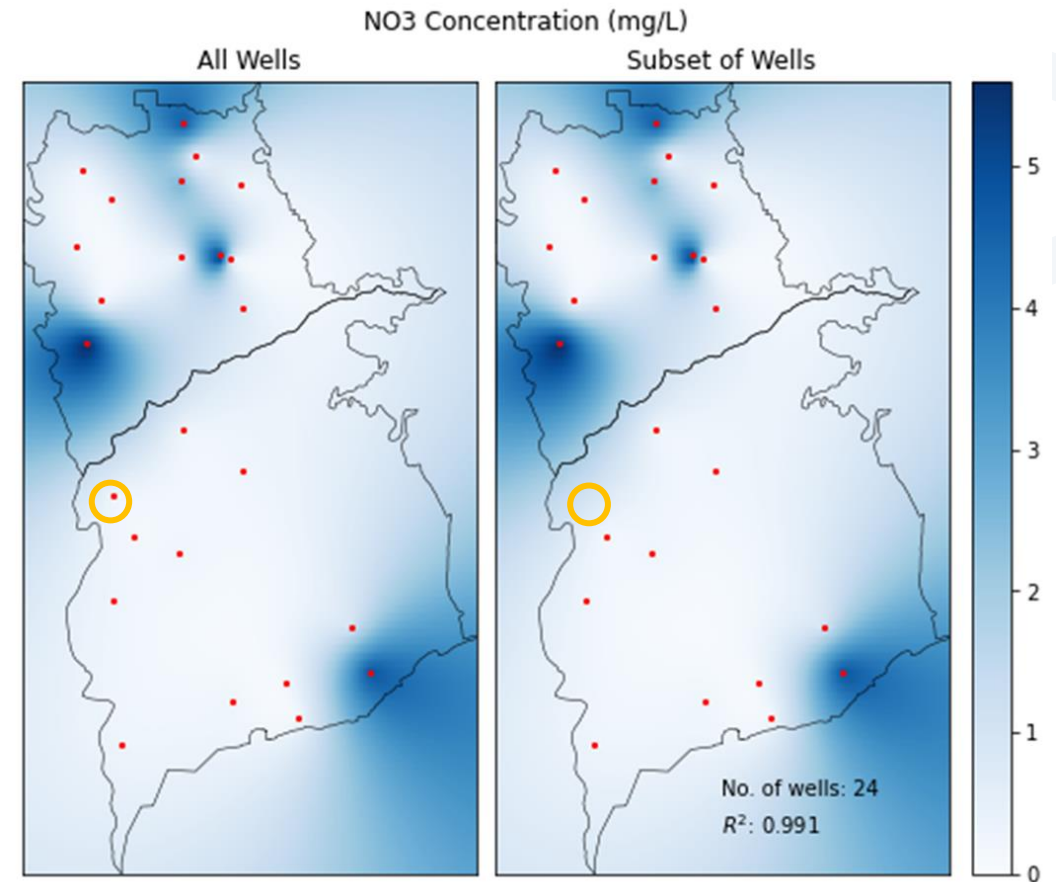 NO3 Concentration (mg/L)
All Wells
Subset of Wells
No. of wells: 24
R²: 0.991
5
4
3
2
1
0